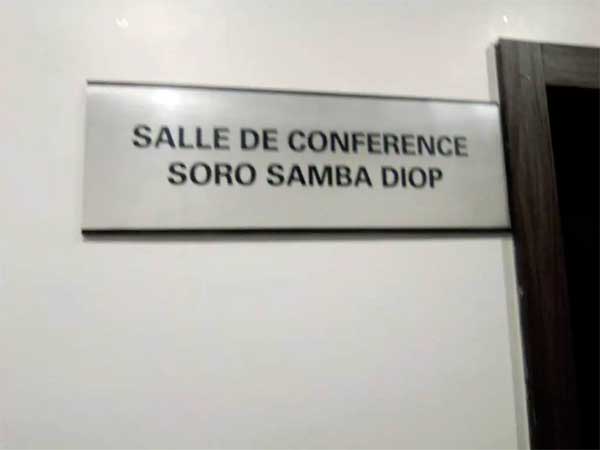 SALLE DE CONFERENCE
SORO SAMBA DIOP